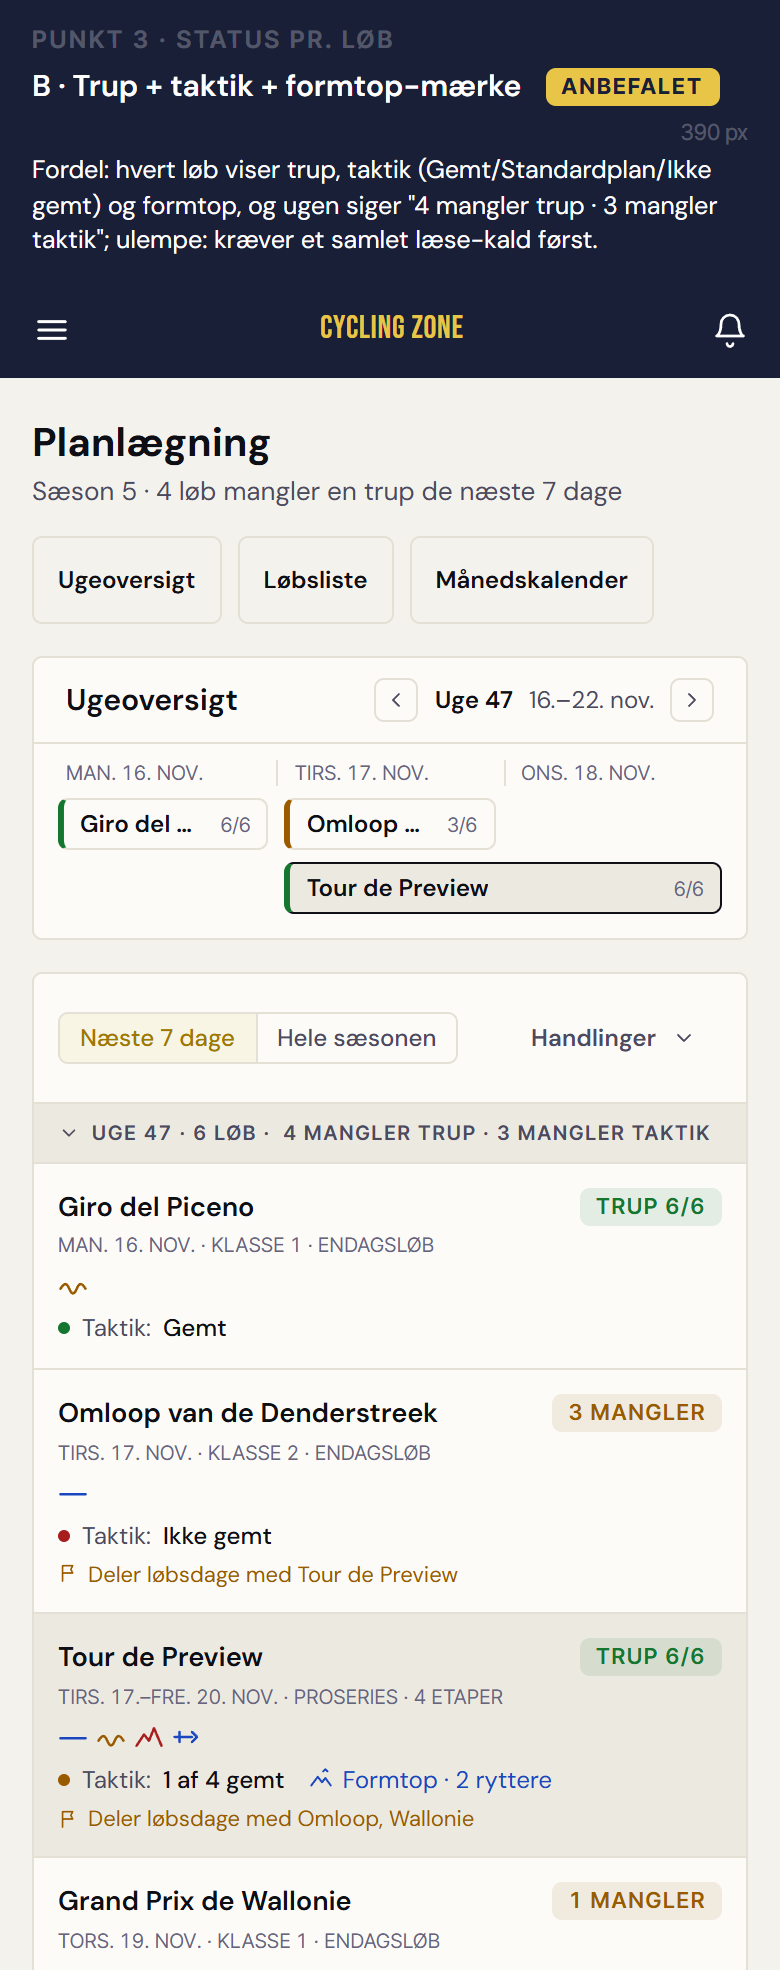 PUNKT 3 · STATUS PR. LØB
B · Trup + taktik + formtop-mærke ANBEFALET
390 px
Fordel: hvert løb viser trup, taktik (Gemt/Standardplan/Ikke
gemt) og formtop, og ugen siger "4 mangler trup · 3 mangler
taktik"; ulempe: kræver et samlet læse-kald først.
CYCLING ZONE
Planlægning
Sæson 5 · 4 løb mangler en trup de næste 7 dage
Ugeoversigt Løbsliste Månedskalender
Ugeoversigt Uge 47 16.–22. nov.
MAN. 16. NOV. TIRS. 17. NOV. ONS. 18. NOV.
Giro del ... 6/6 Omloop ... 3/6
Tour de Preview 6/6
Næste 7 dage Hele sæsonen Handlinger
UGE 47 · 6 LØB · 4 MANGLER TRUP · 3 MANGLER TAKTIK
Giro del Piceno TRUP 6/6
MAN. 16. NOV. · KLASSE 1 · ENDAGSLØB
Taktik: Gemt
Omloop van de Denderstreek 3 MANGLER
TIRS. 17. NOV. · KLASSE 2 · ENDAGSLØB
Taktik: Ikke gemt
Deler løbsdage med Tour de Preview
Tour de Preview TRUP 6/6
TIRS. 17.–FRE. 20. NOV. · PROSERIES · 4 ETAPER
Taktik: 1 af 4 gemt Formtop · 2 ryttere
Deler løbsdage med Omloop, Wallonie
Grand Prix de Wallonie 1 MANGLER
TORS. 19. NOV. · KLASSE 1 · ENDAGSLØB